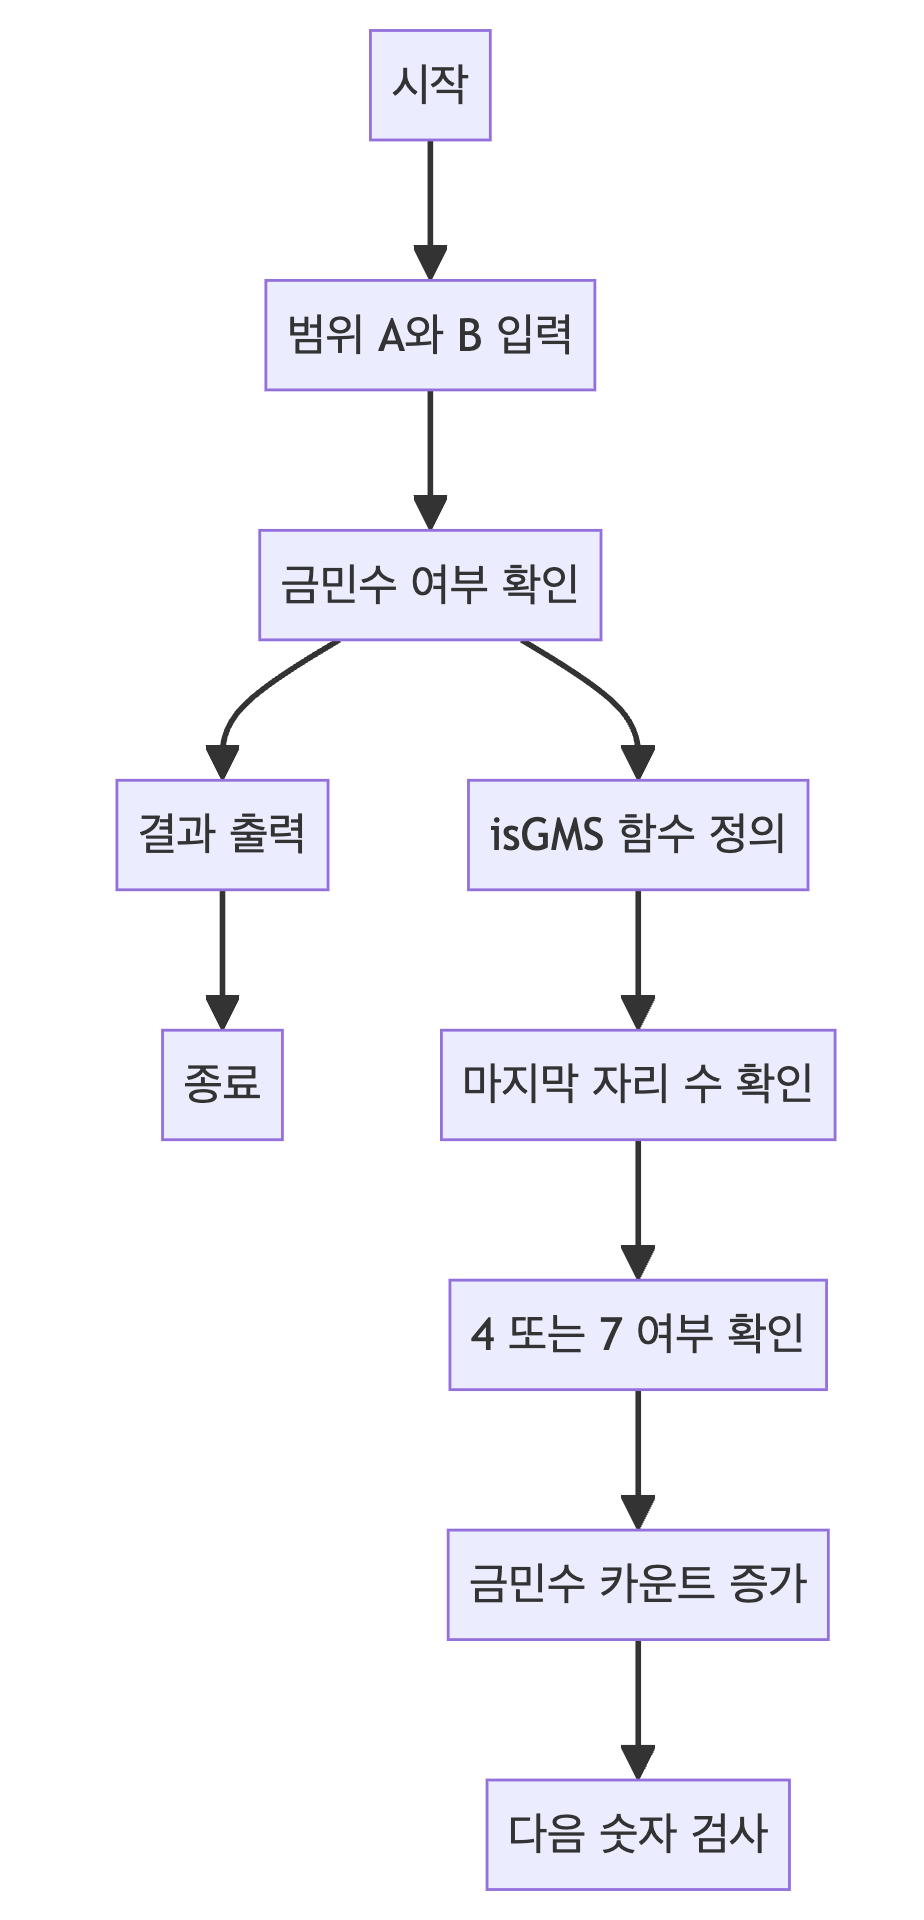 시작
범위 A와 B 입력
금민수 여부 확인
결과 출력
isGMS 함수 정의
종료
마지막 자리 수 확인
4 또는 7 여부 확인
금민수 카운트 증가
다음 숫자 검사